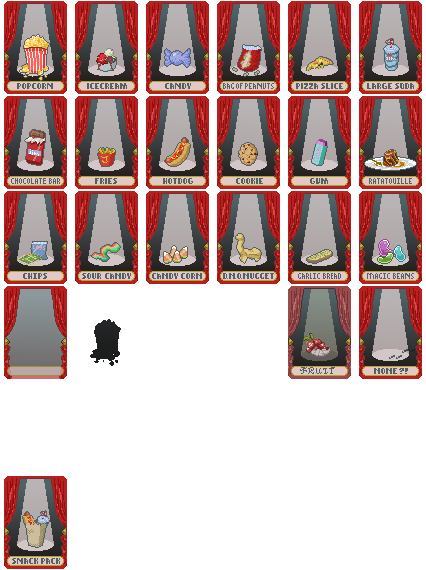 POPCORN
ICECREAM
CANDY
BAG OF PEANUTS
PIZZA SLICE
LARGE SODA
CHOCOLATE BAR
FRIES
HOTDOG
COOKIE
GUM
RATATOUILLE
CHIPS
SOUR CANDY
CANDY CORN
D.N.O.NUGGET
GARLIC BREAD
MAGIC BEANS
FRUIT
NONE?!
SNACK PACK